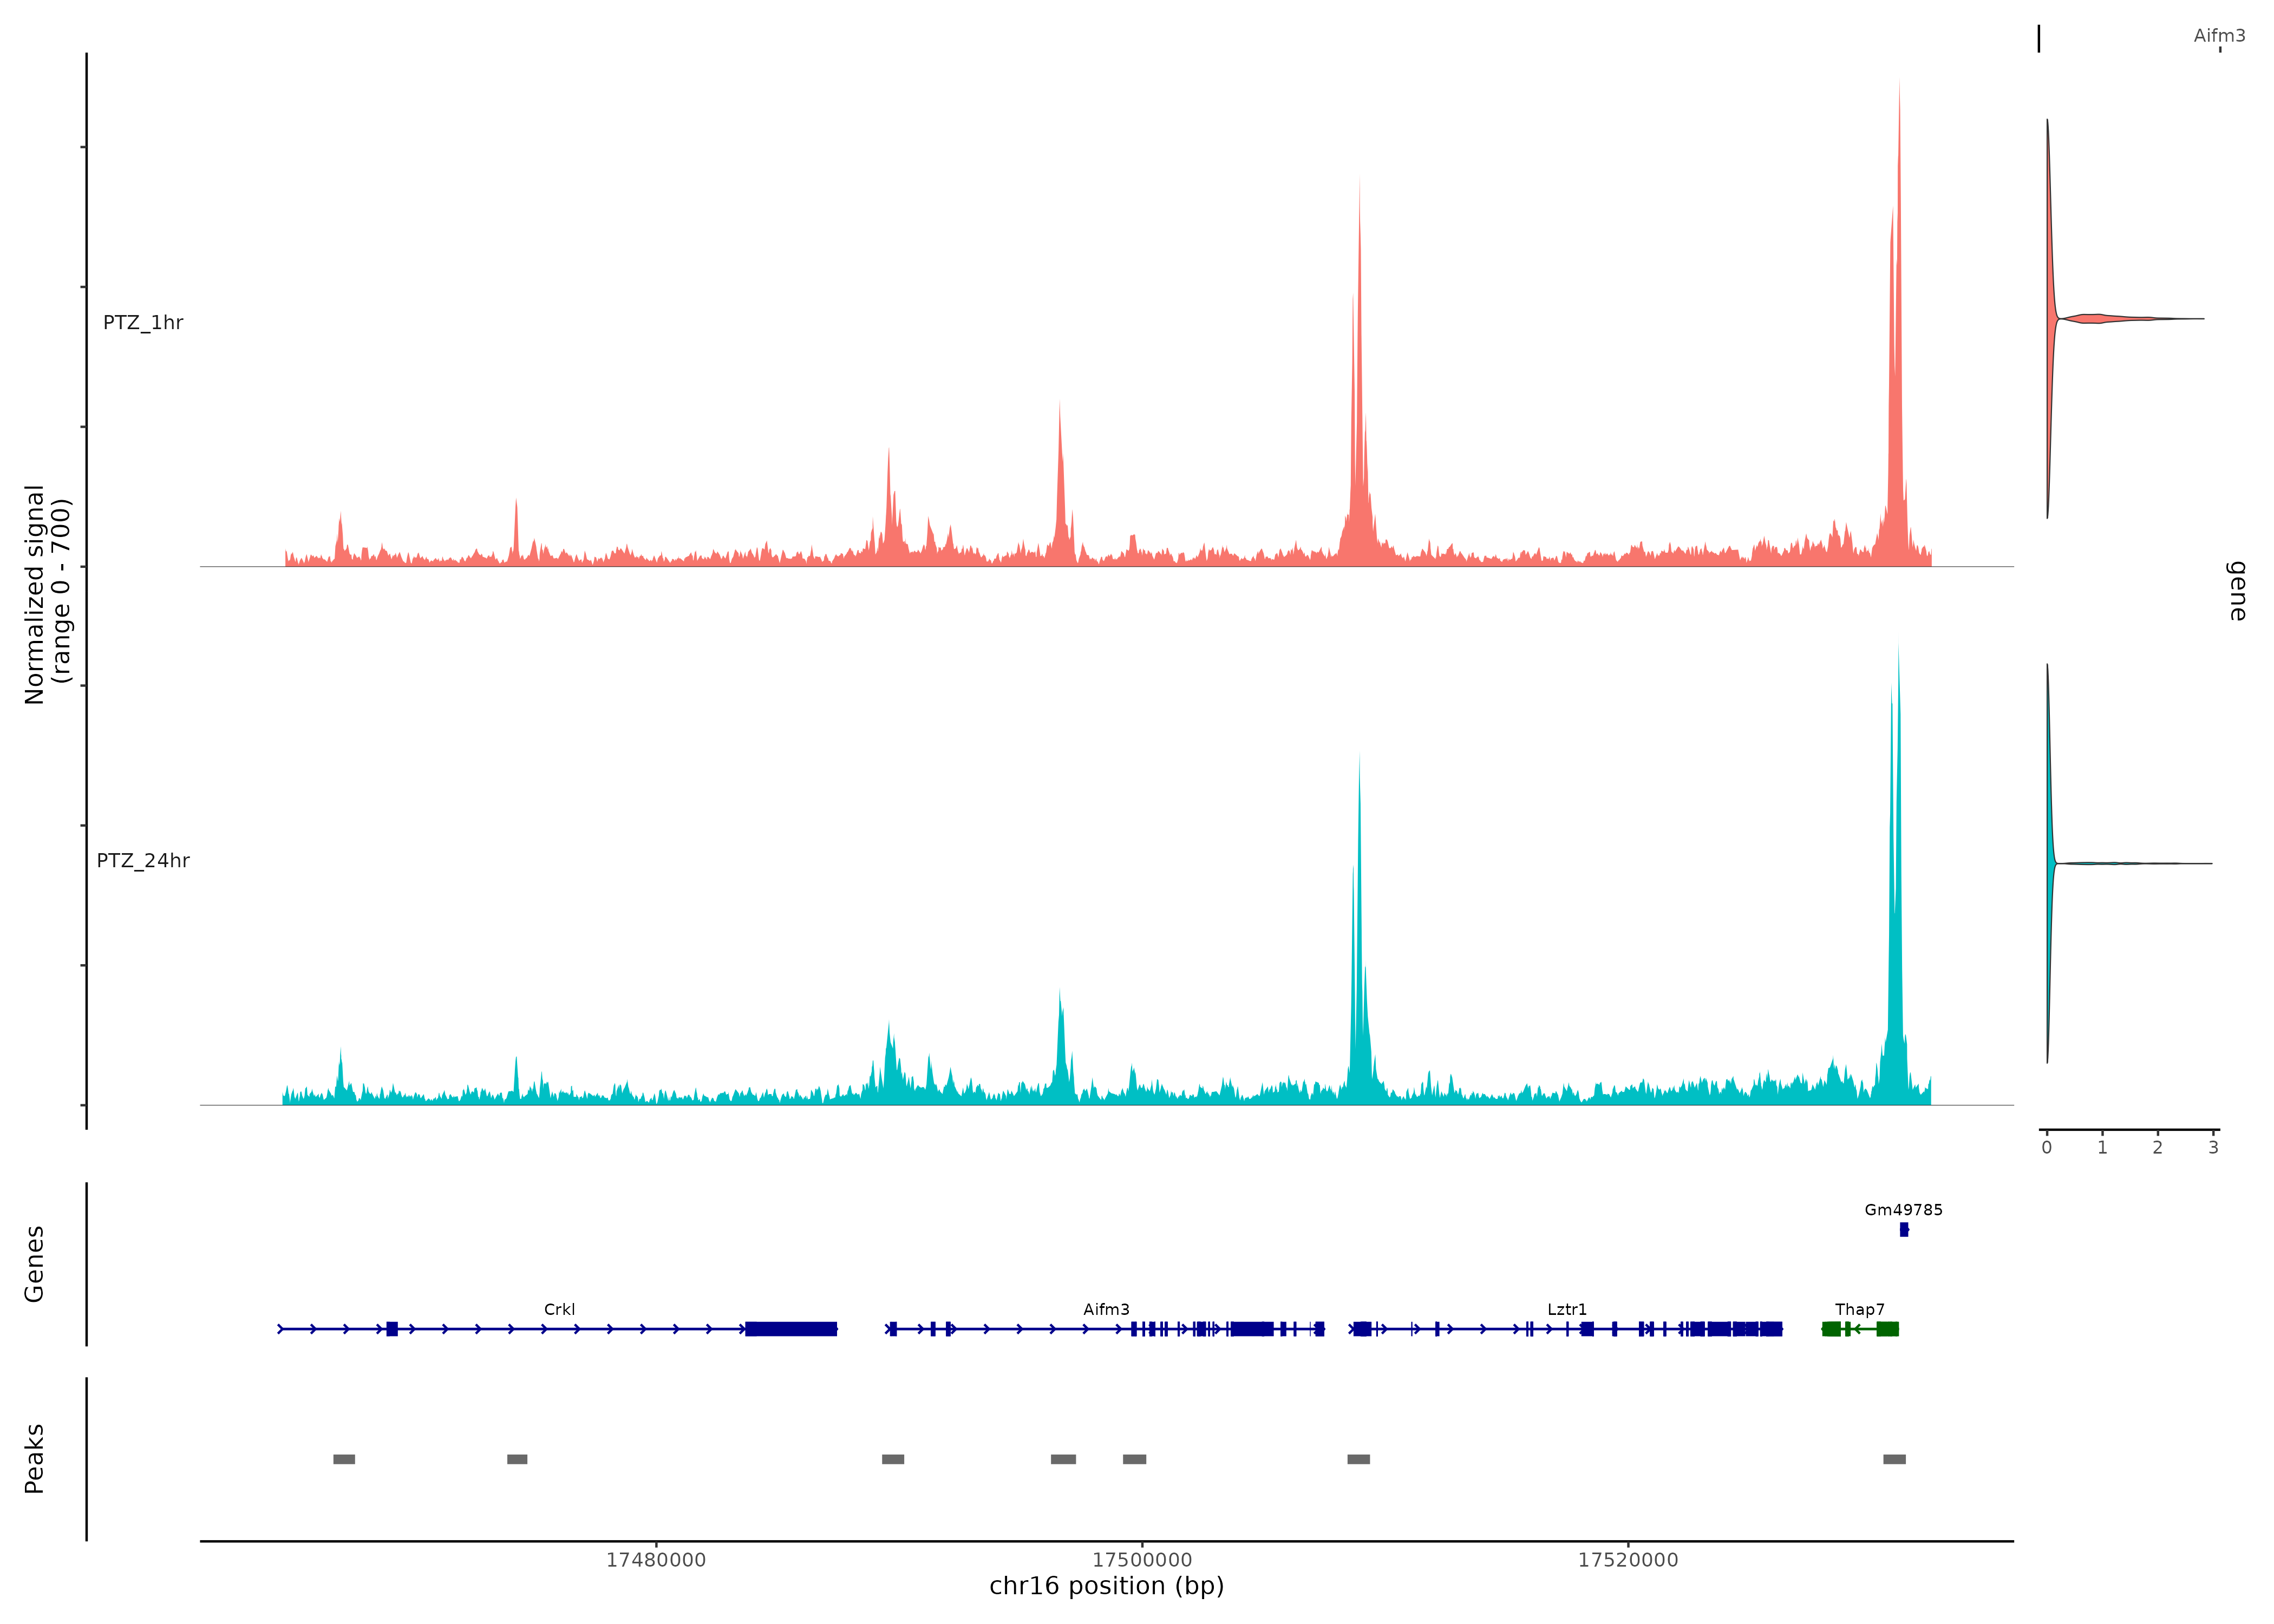 Aifm3
Normalized signal
(range 0 - 700)
PTZ_1hr
PTZ_24hr
gene
0 1 2 3
Genes
Gm49785
Crkl Aifm3 Lztr1 Thap7
Peaks
17480000 17500000 17520000
chr16 position (bp)